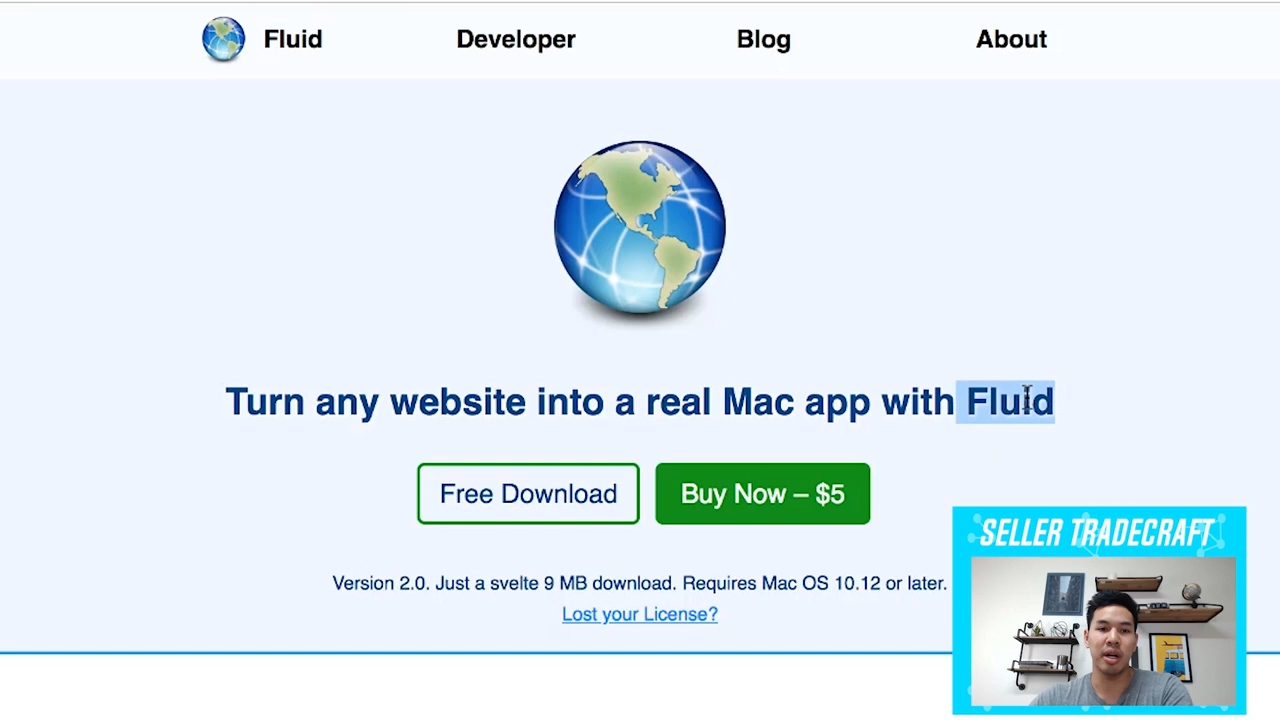 Fluid Developer Blog About
Turn any website into a real Mac app with Fluid
Free Download Buy Now – $5
Version 2.0. Just a svelte 9 MB download. Requires Mac OS 10.12 or later.
Lost your License?
SELLER TRADECRAFT